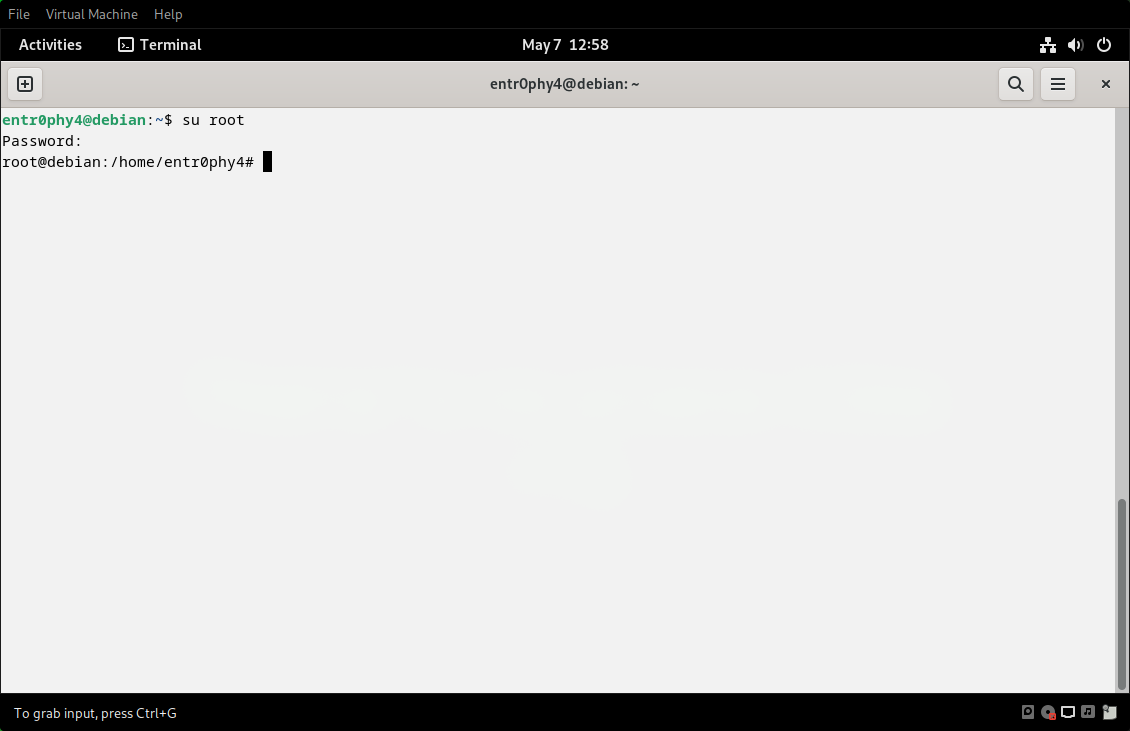 File Virtual Machine Help
Activities Terminal May 7 12:58
entr0phy4@debian: ~
entr0phy4@debian:~$ su root
Password:
root@debian:/home/entr0phy4#
To grab input, press Ctrl+G